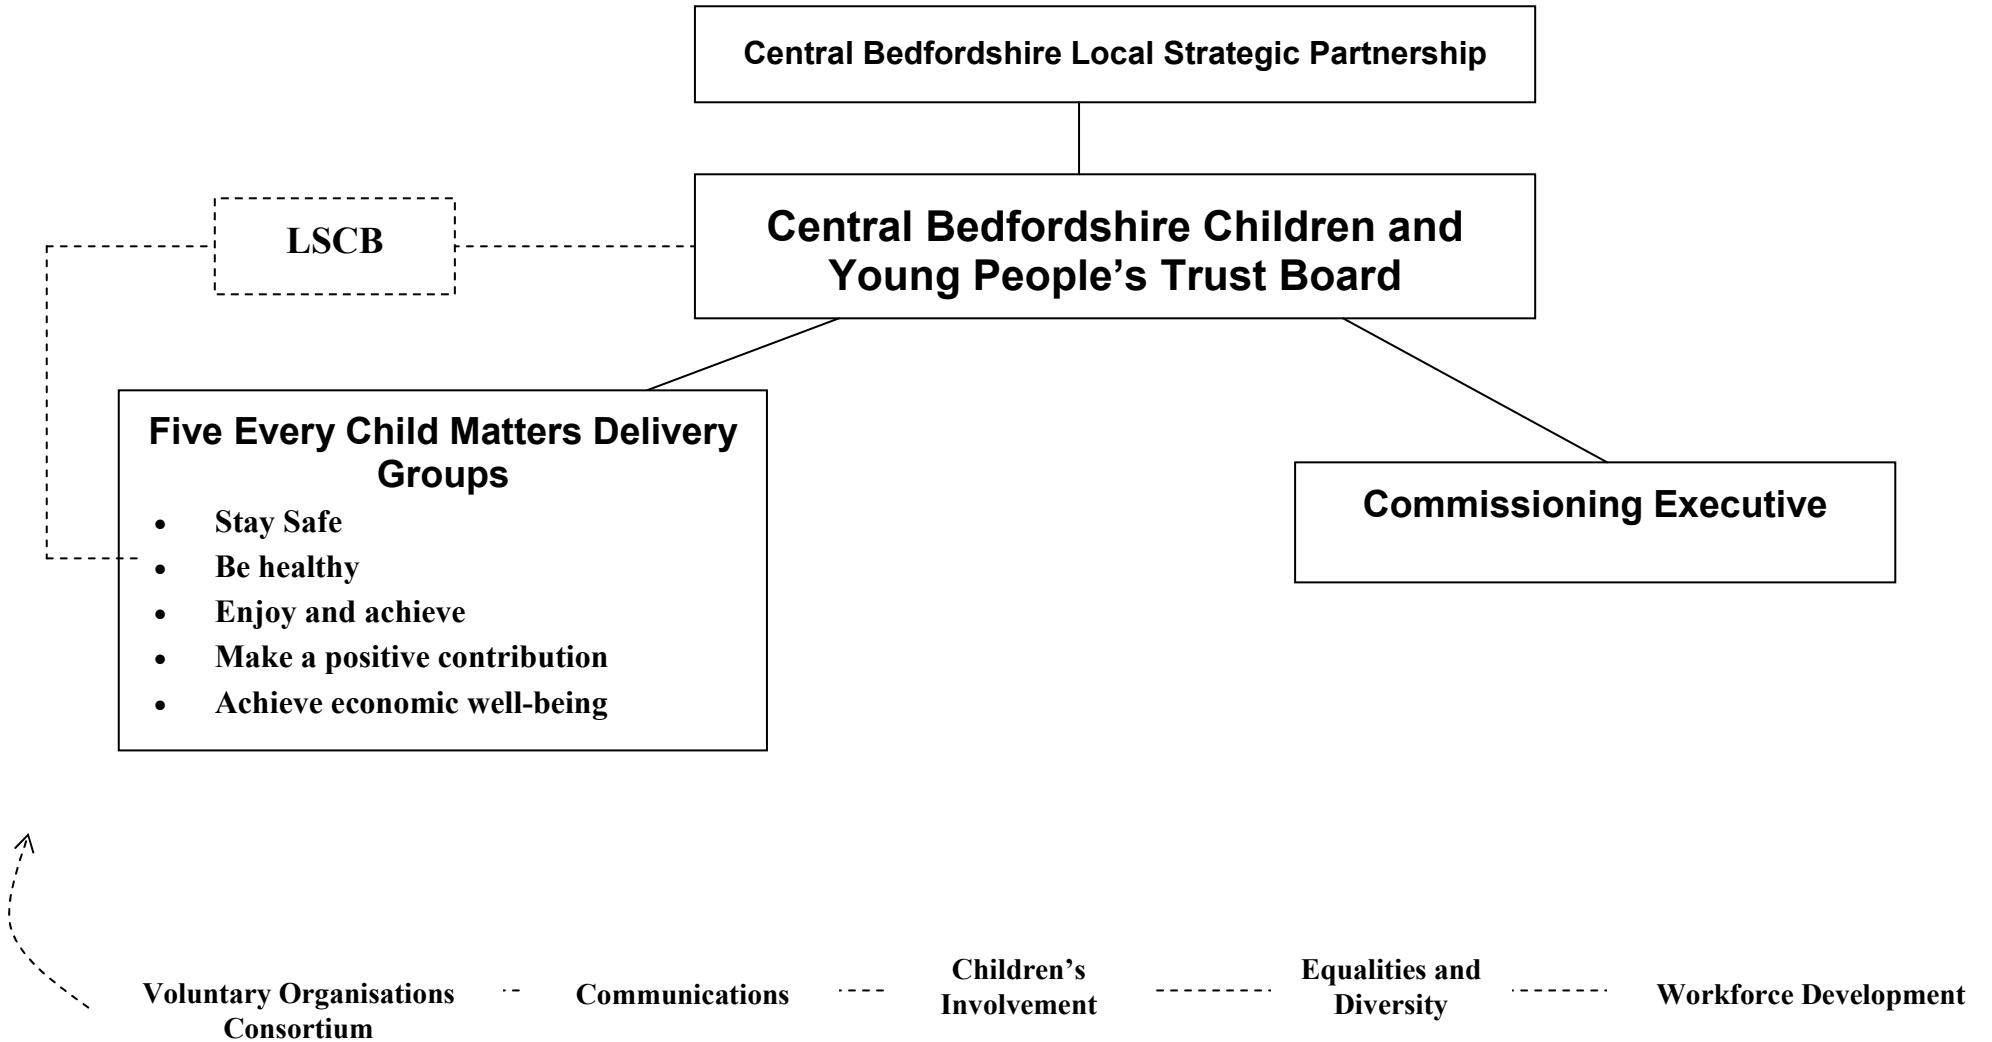 Central Bedfordshire Local Strategic Partnership
LSCB
Central Bedfordshire Children and
Young People’s Trust Board
Five Every Child Matters Delivery
Groups
• Stay Safe
• Be healthy
• Enjoy and achieve
• Make a positive contribution
• Achieve economic well-being
Commissioning Executive
Voluntary Organisations
Consortium
Communications
Children’s
Involvement
Equalities and
Diversity
Workforce Development